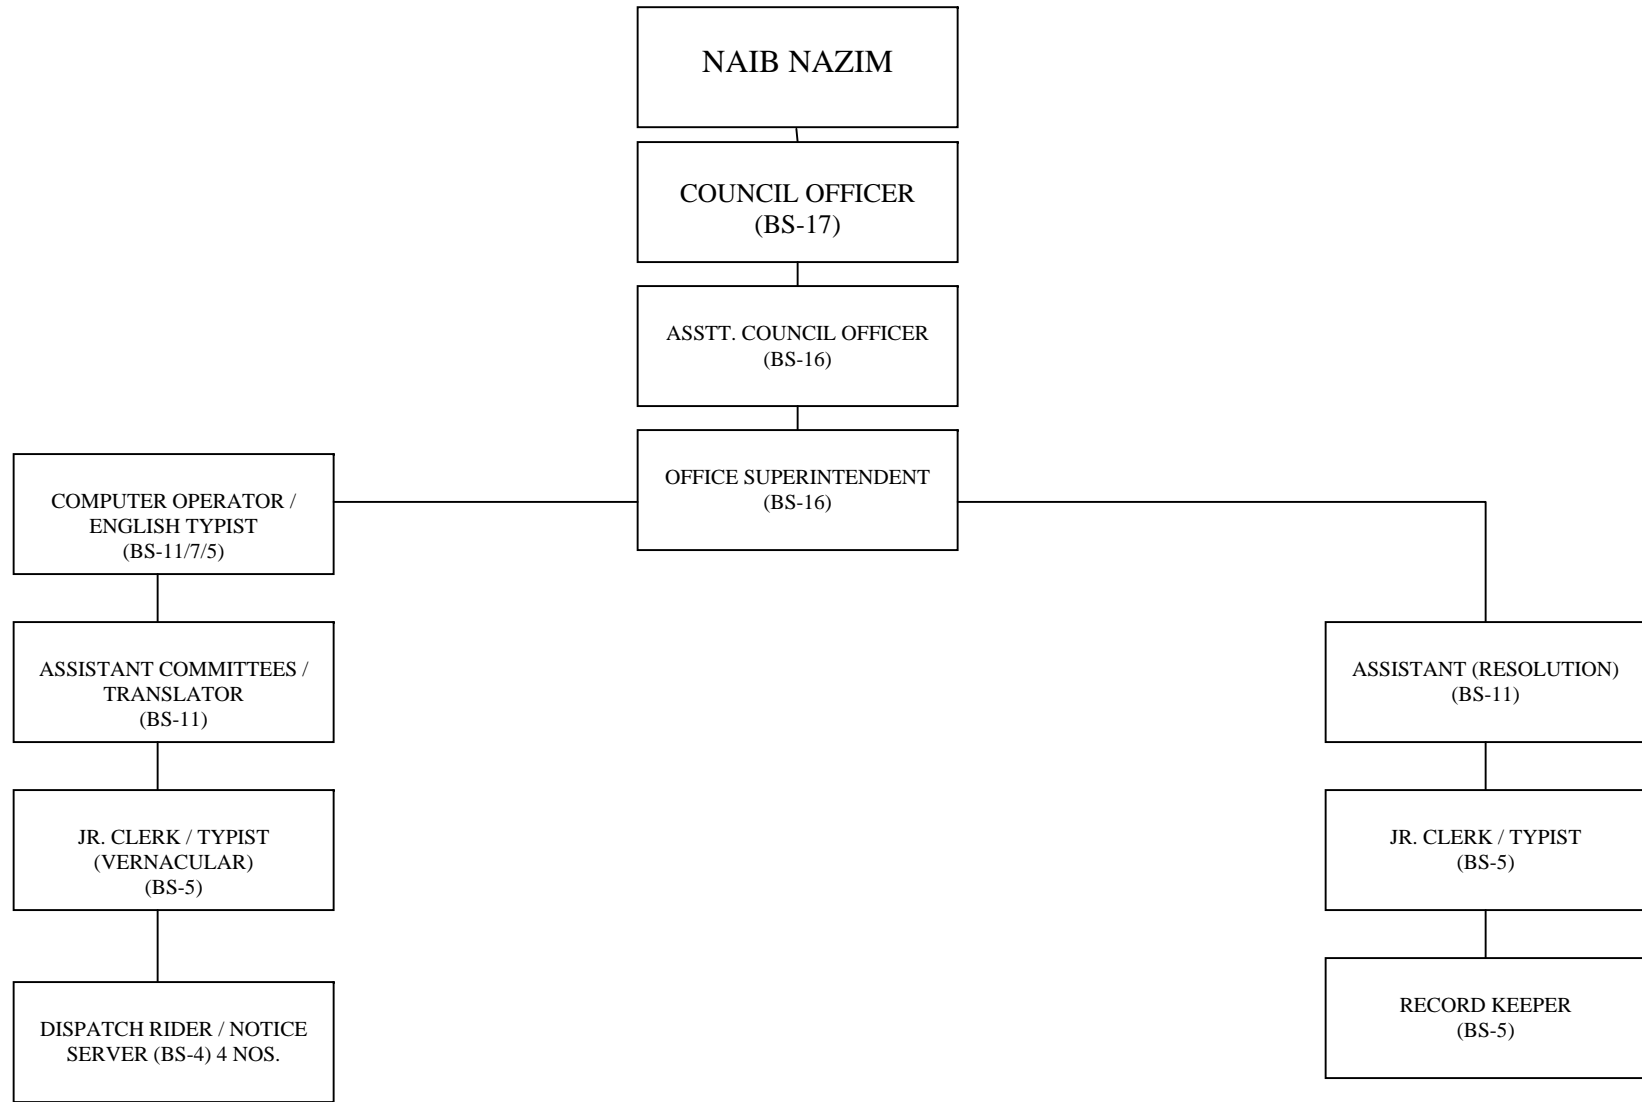 NAIB NAZIM
COUNCIL OFFICER
(BS-17)
ASSTT. COUNCIL OFFICER
(BS-16)
OFFICE SUPERINTENDENT
(BS-16)
COMPUTER OPERATOR /
ENGLISH TYPIST
(BS-11/7/5)
ASSISTANT COMMITTEES /
TRANSLATOR
(BS-11)
JR. CLERK / TYPIST
(VERNACULAR)
(BS-5)
DISPATCH RIDER / NOTICE
SERVER (BS-4) 4 NOS.
ASSISTANT (RESOLUTION)
(BS-11)
JR. CLERK / TYPIST
(BS-5)
RECORD KEEPER
(BS-5)